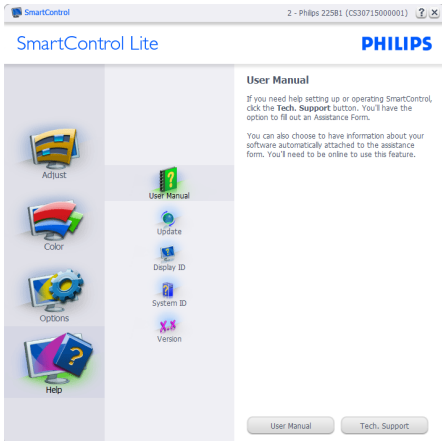 SmartControl
2 - Philips 225B1 (CS30715000001)
SmartControl Lite
PHILIPS
Adjust
Color
Options
Help
User Manual
Update
Display ID
System ID
X.X
Version
User Manual
If you need help setting up or operating SmartControl,
click the Tech. Support button. You'll have the
option to fill out an Assistance Form.
You can also choose to have information about your
software automatically attached to the assistance
form. You'll need to be online to use this feature.
User Manual
Tech. Support